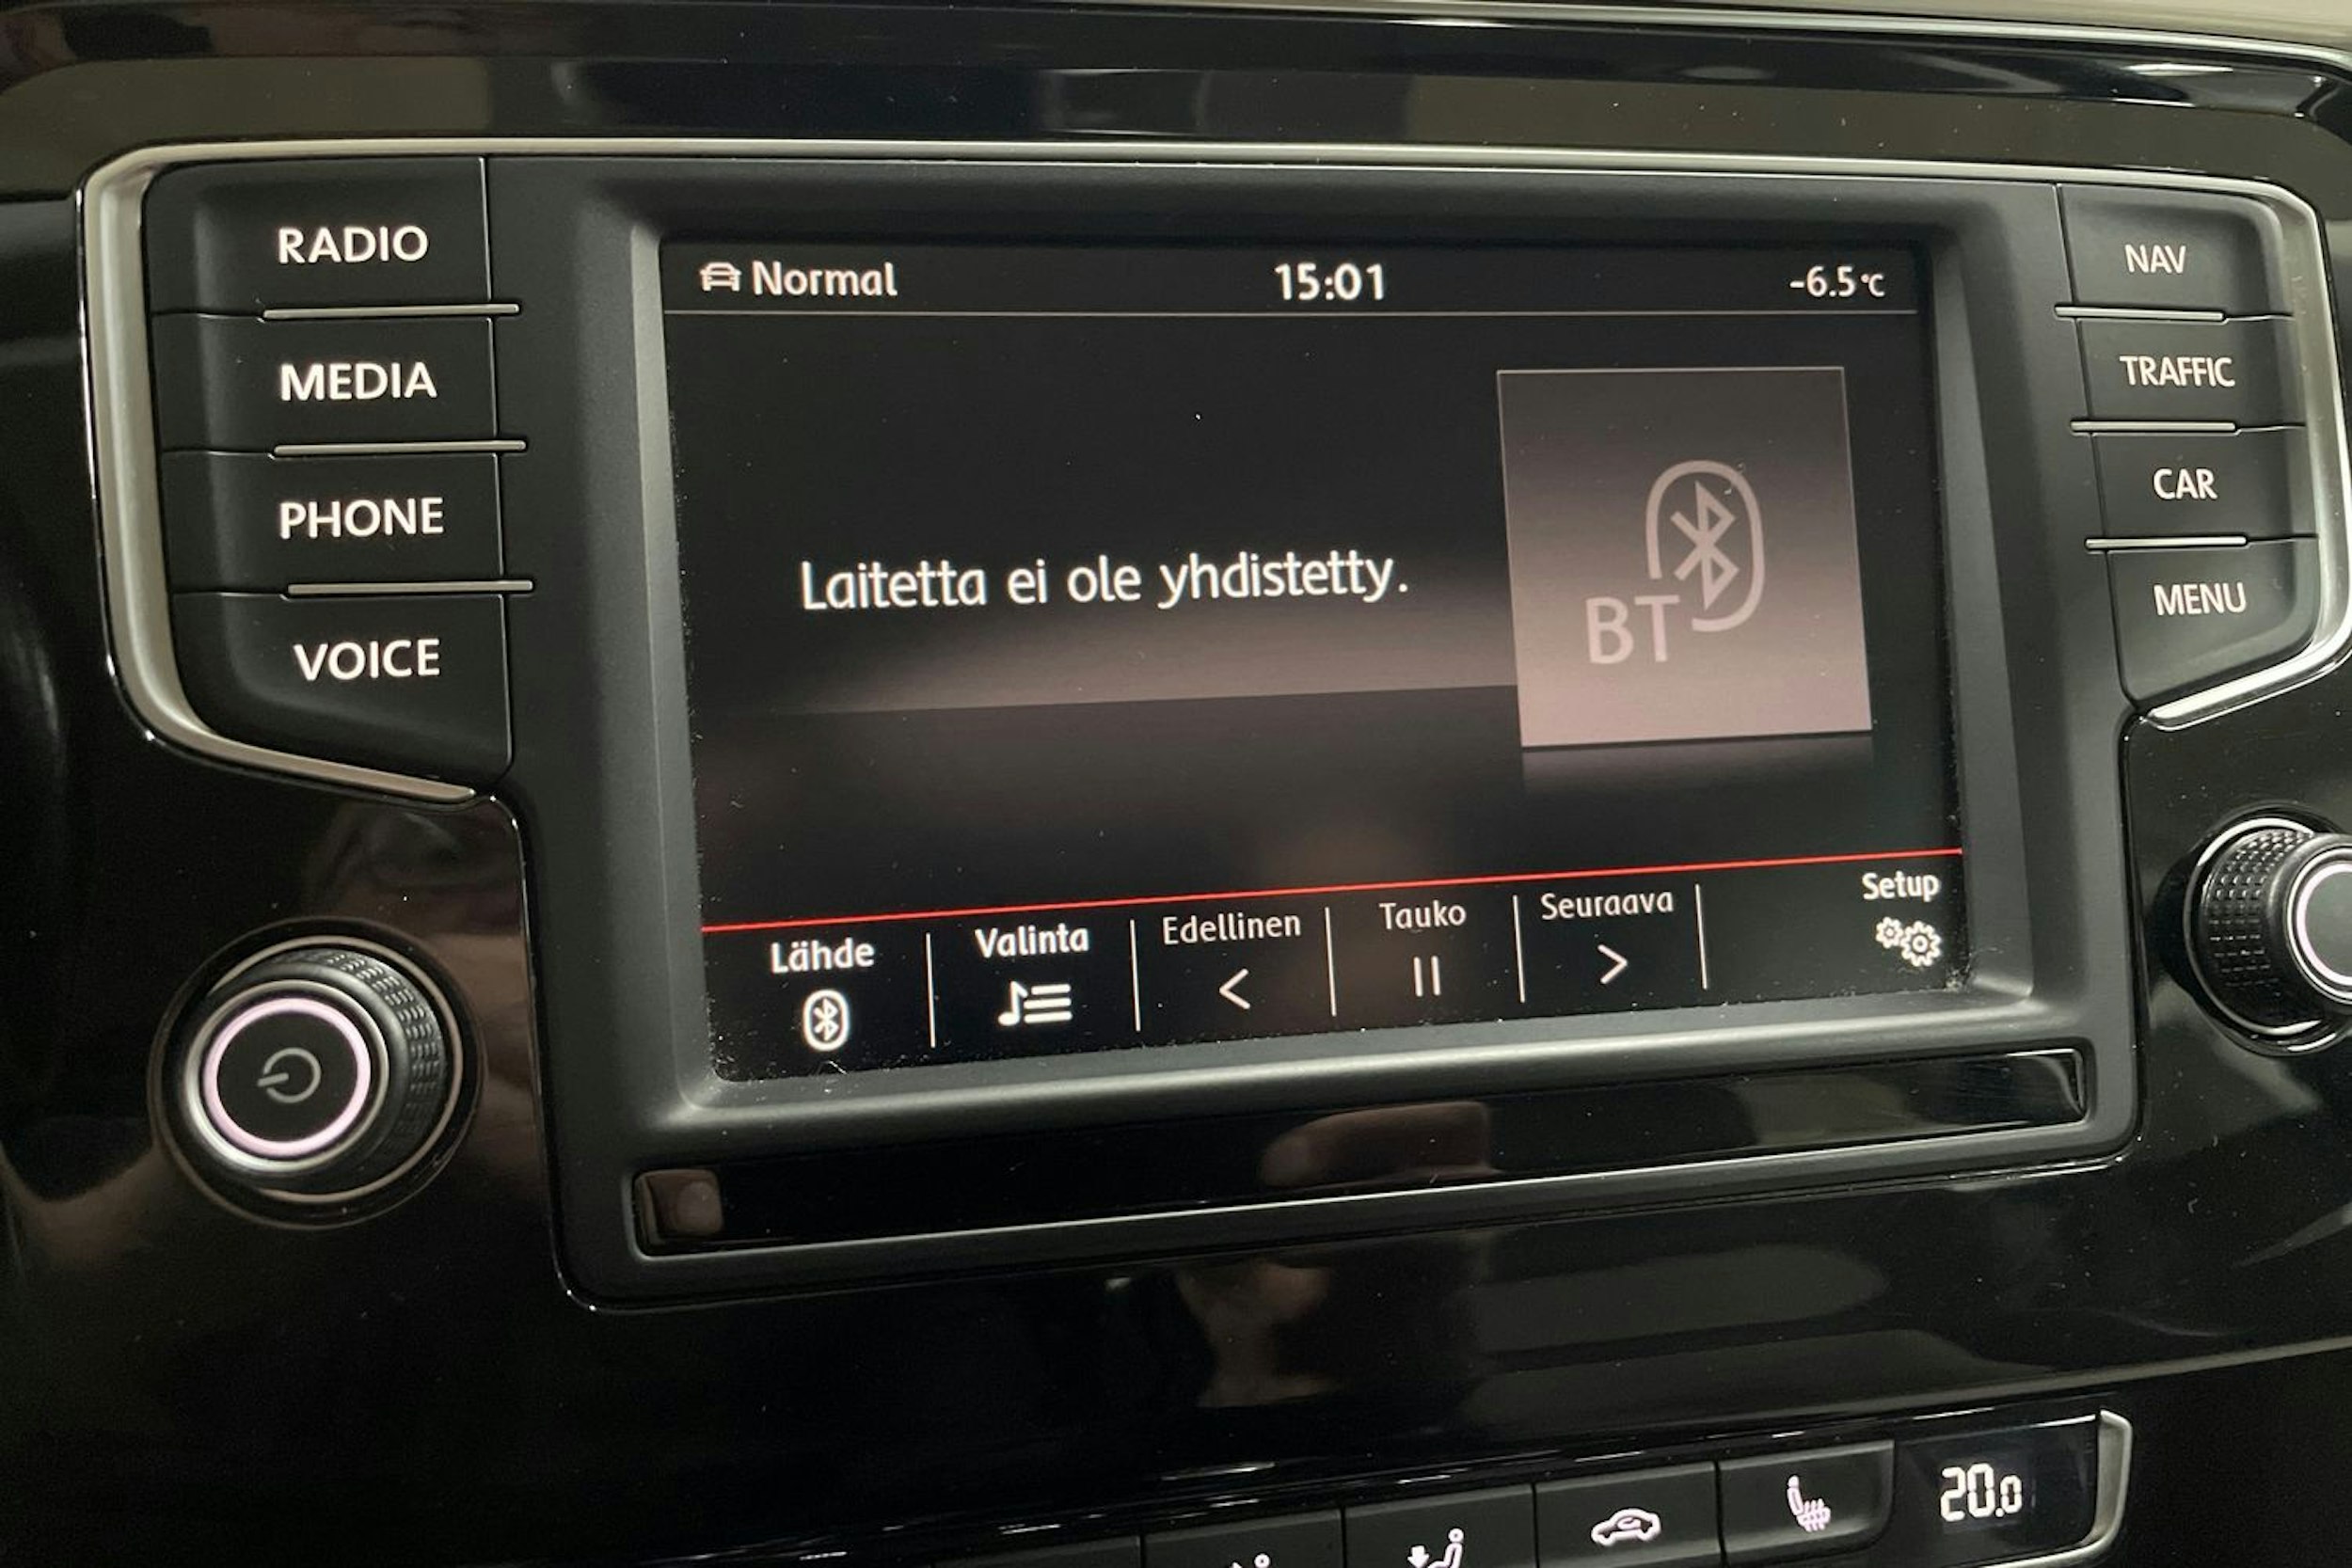 RADIO
MEDIA
PHONE
VOICE
Normal
15:01
-6.5°C
Laitetta ei ole yhdistetty.
BT
Lähde
Valinta
Edellinen
Tauko
Seuraava
Setup
NAV
TRAFFIC
CAR
MENU
20.0